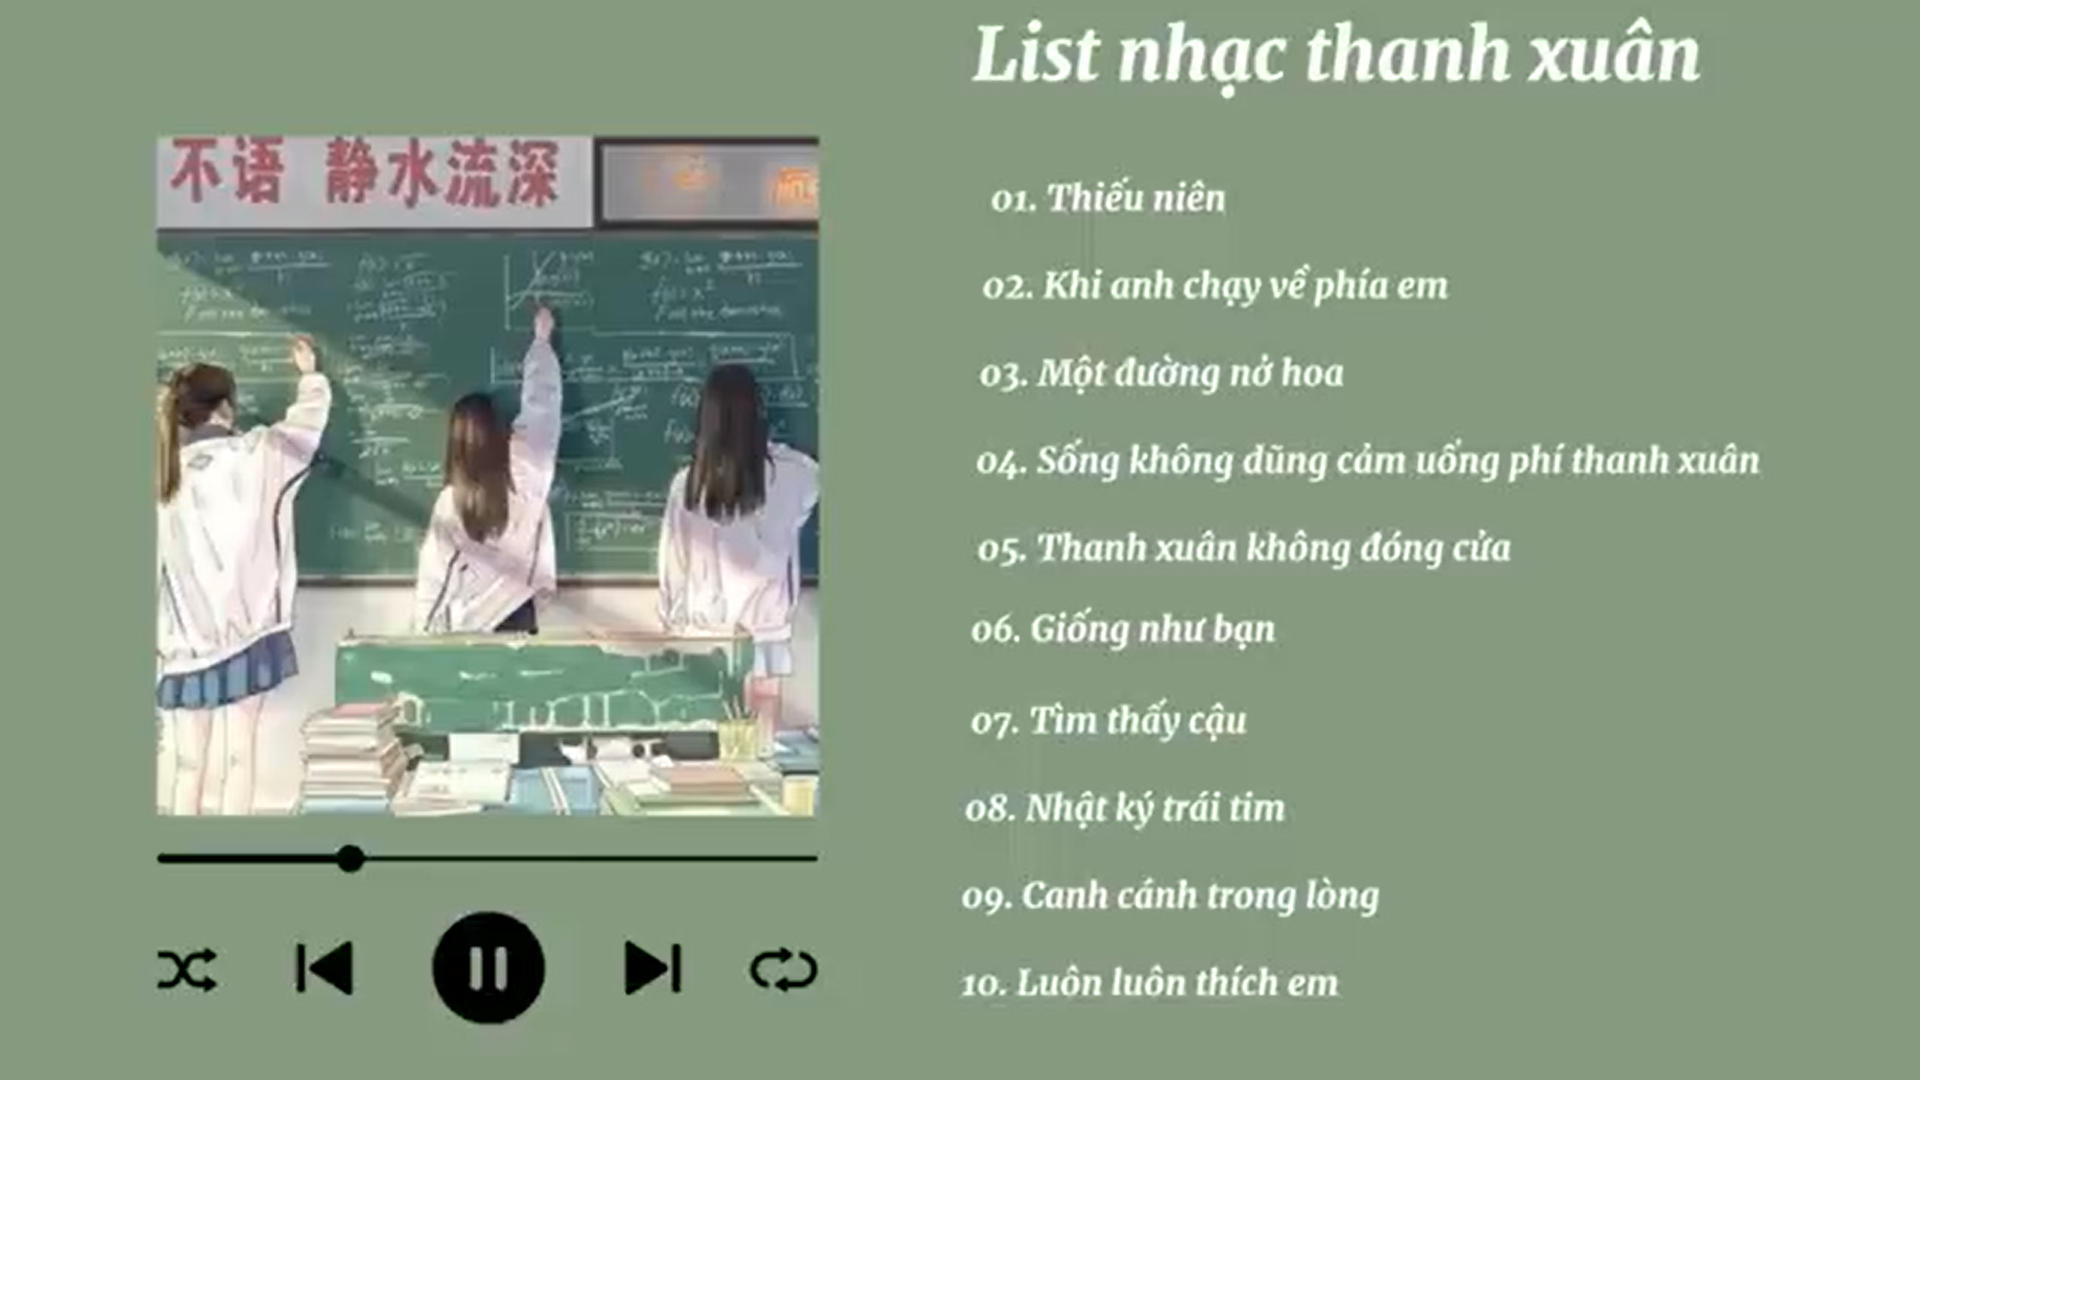 List nhạc thanh xuân
不语 静水流深
01. Thiếu niên
02. Khi anh chạy về phía em
03. Một đường nở hoa
04. Sống không dũng cảm uổng phí thanh xuân
05. Thanh xuân không đóng cửa
06. Giống như bạn
07. Tìm thấy cậu
08. Nhật ký trái tim
09. Canh cánh trong lòng
10. Luôn luôn thích em